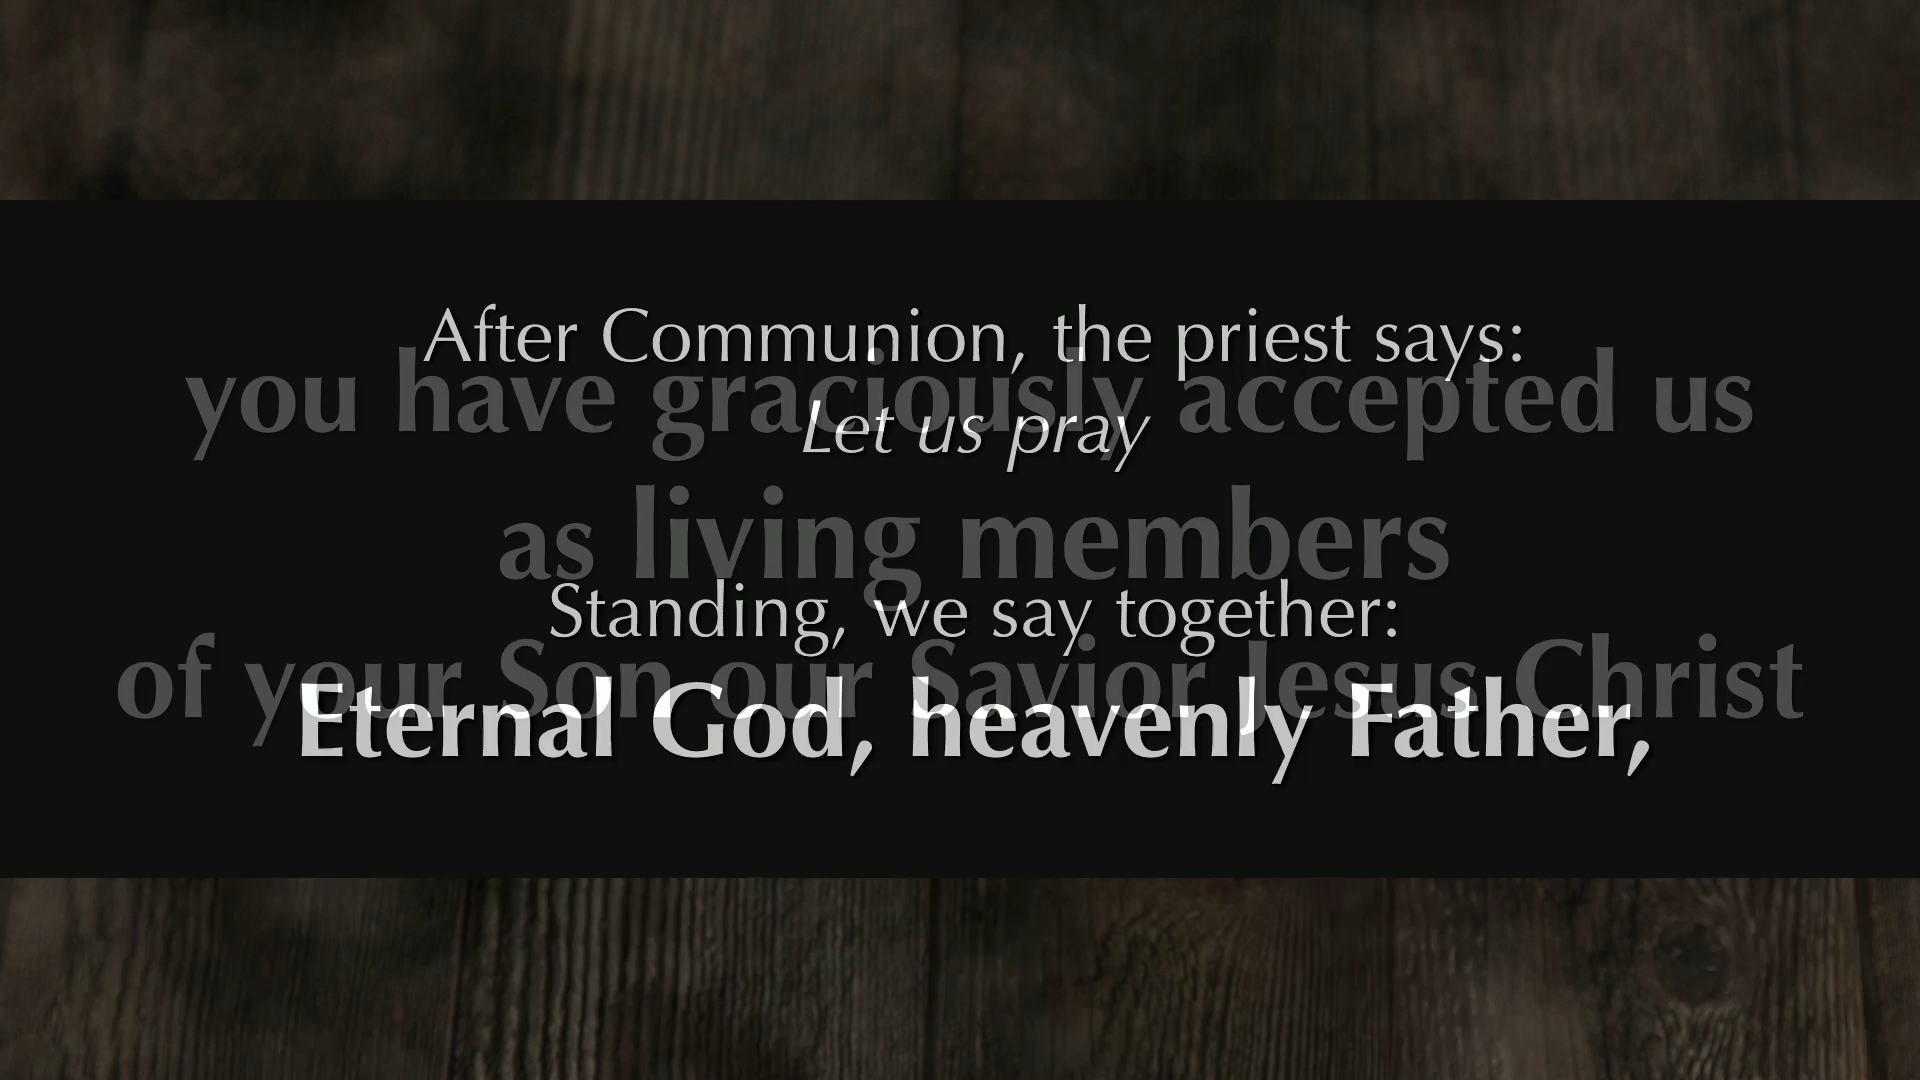 After Communion, the priest says:
Let us pray
Standing, we say together:
Eternal God, heavenly Father,
you have graciously accepted us
as living members
of your Son our Savior Jesus Christ